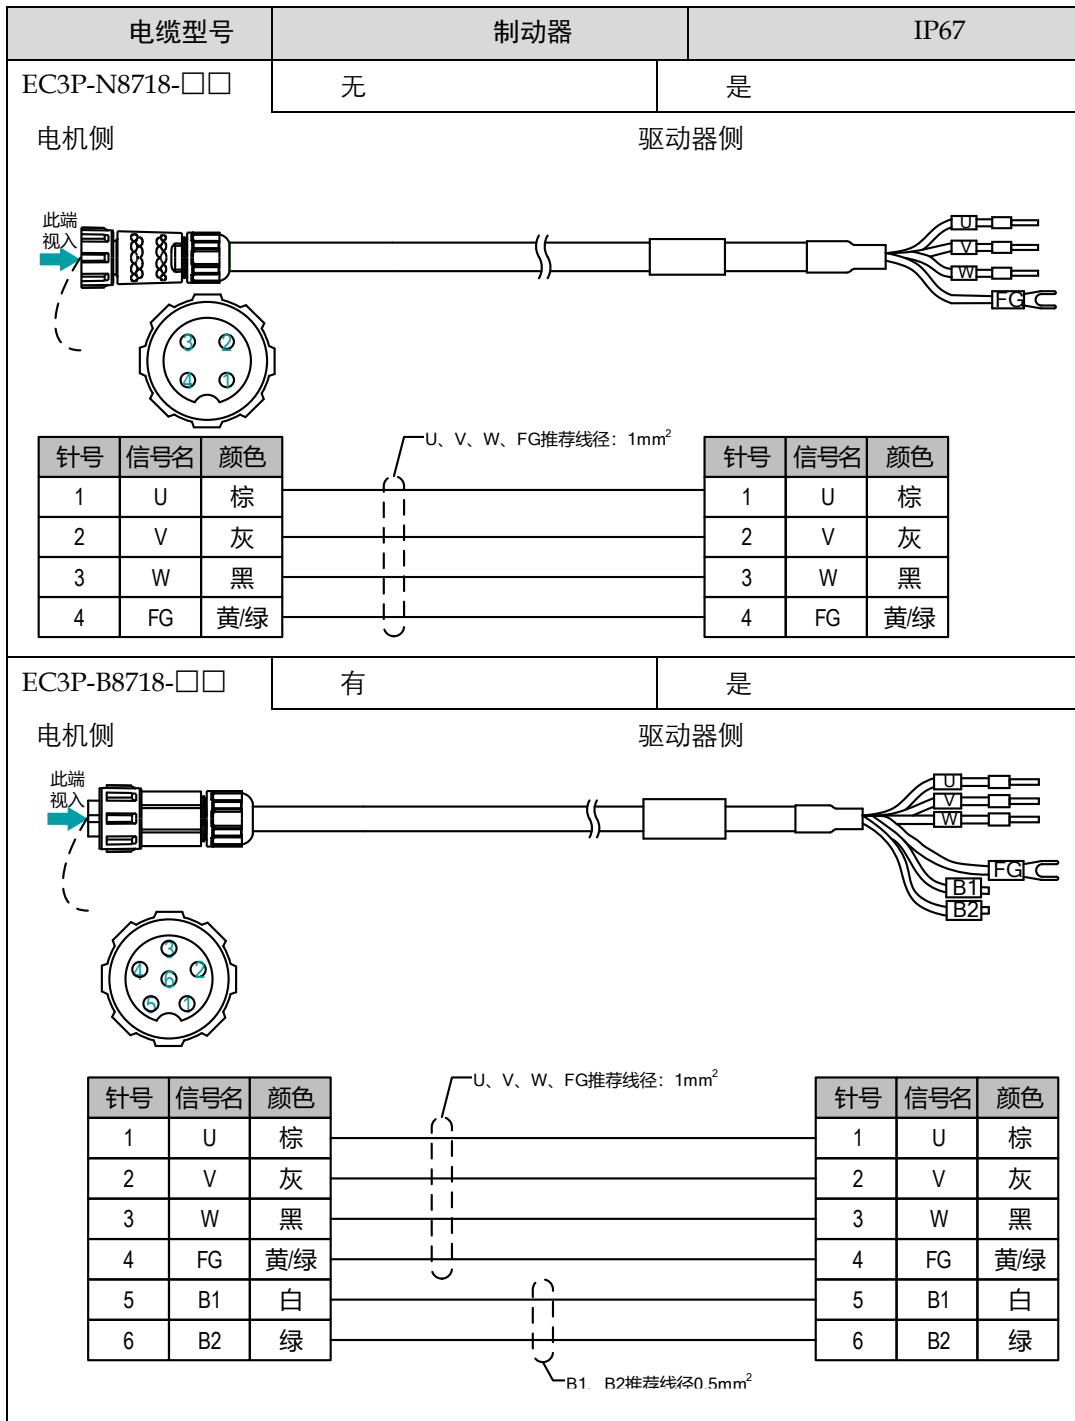 电缆型号 制动器 IP67
EC3P-N8718-□□ 无 是
电机侧 驱动器侧
此端
视入
U
V
W
FG
3 2
4 1
U、V、W、FG推荐线径：1mm²
针号 信号名 颜色 针号 信号名 颜色
1 U 棕 1 U 棕
2 V 灰 2 V 灰
3 W 黑 3 W 黑
4 FG 黄/绿 4 FG 黄/绿
EC3P-B8718-□□ 有 是
电机侧 驱动器侧
此端
视入
U
V
W
FG
B1
B2
3
4 6 2
5 1
U、V、W、FG推荐线径：1mm²
针号 信号名 颜色 针号 信号名 颜色
1 U 棕 1 U 棕
2 V 灰 2 V 灰
3 W 黑 3 W 黑
4 FG 黄/绿 4 FG 黄/绿
5 B1 白 5 B1 白
6 B2 绿 6 B2 绿
B1、B2推荐线径0.5mm²